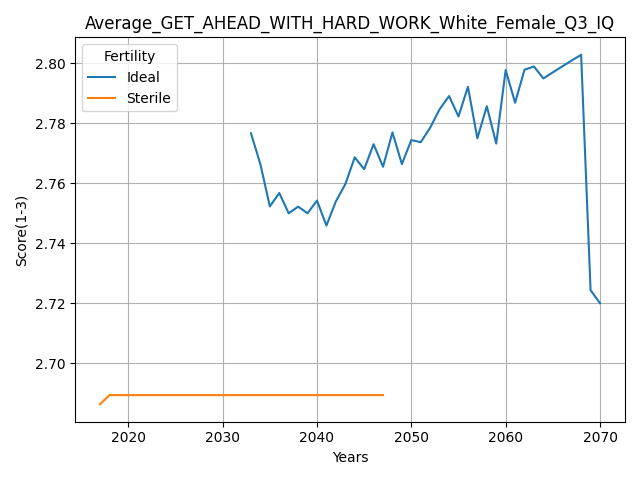 Average_GET_AHEAD_WITH_HARD_WORK_White_Female_Q3_IQ
Fertility
Ideal
Sterile
2.80
2.78
2.76
2.74
2.72
2.70
Score(1-3)
2020 2030 2040 2050 2060 2070
Years